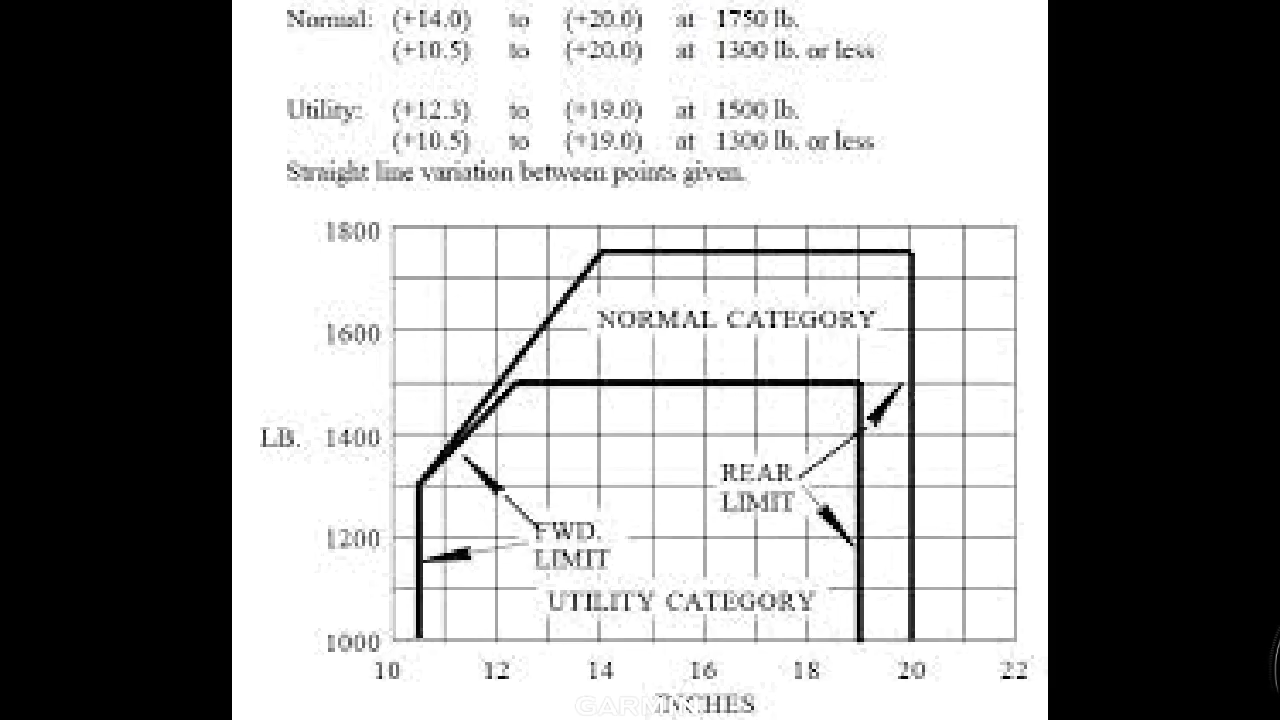 Normal: (+14.0) to (+20.0) at 1750 lb.
(+10.5) to (+20.0) at 1300 lb. or less
Utility: (+12.3) to (+19.0) at 1500 lb.
(+10.5) to (+19.0) at 1300 lb. or less
Straight line variation between points given.
1800
NORMAL CATEGORY
1600
LB. 1400
REAR
LIMIT
1200
FWD.
LIMIT
UTILITY CATEGORY
1000
10 12 14 16 18 20 22
INCHES
GARMIN